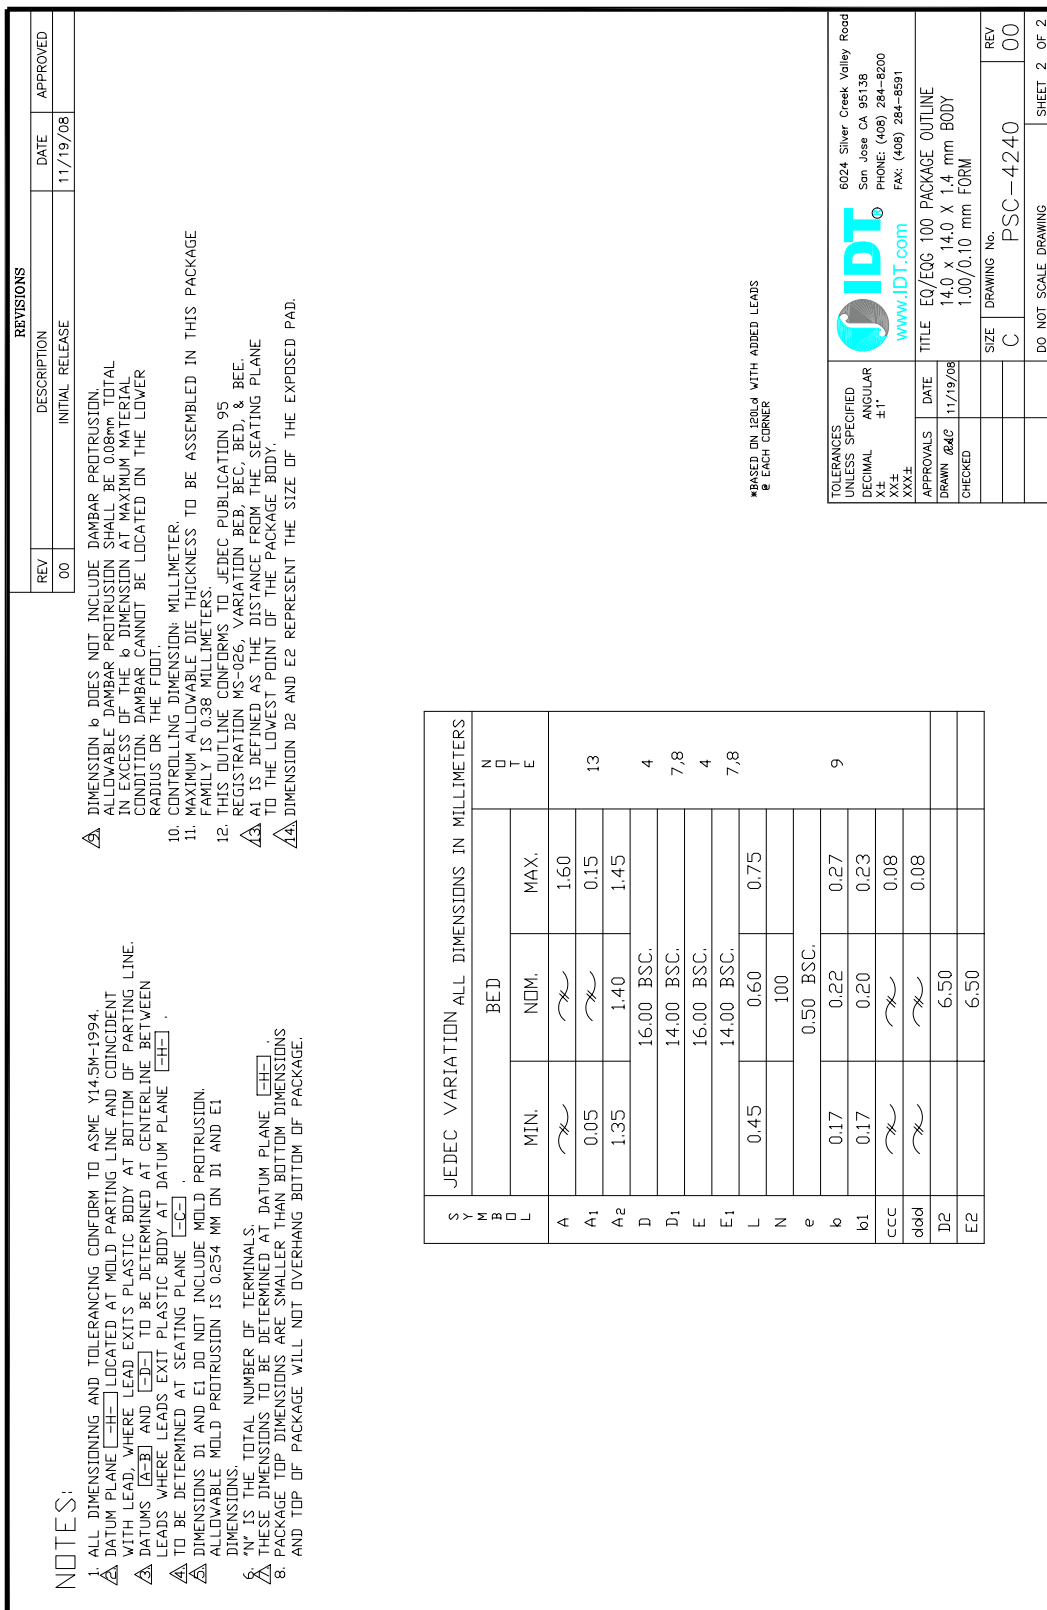 REVISIONS
REV DESCRIPTION DATE APPROVED
00 INITIAL RELEASE 11/19/08
NOTES:
1. ALL DIMENSIONING AND TOLERANCING CONFORM TO ASME Y14.5M-1994.
2. DATUM PLANE -H- LOCATED AT MOLD PARTING LINE AND COINCIDENT
WITH LEAD, WHERE LEAD EXITS PLASTIC BODY AT BOTTOM OF PARTING LINE.
3. DATUMS A-B AND -D- TO BE DETERMINED AT CENTERLINE BETWEEN
LEADS WHERE LEADS EXIT PLASTIC BODY AT DATUM PLANE -H- .
4. TO BE DETERMINED AT SEATING PLANE -C- .
5. DIMENSIONS D1 AND E1 DO NOT INCLUDE MOLD PROTRUSION.
ALLOWABLE MOLD PROTRUSION IS 0.254 MM ON D1 AND E1
DIMENSIONS.
6. "N" IS THE TOTAL NUMBER OF TERMINALS.
7. THESE DIMENSIONS TO BE DETERMINED AT DATUM PLANE -H- .
8. PACKAGE TOP DIMENSIONS ARE SMALLER THAN BOTTOM DIMENSIONS
AND TOP OF PACKAGE WILL NOT OVERHANG BOTTOM OF PACKAGE.
9. DIMENSION b DOES NOT INCLUDE DAMBAR PROTRUSION.
ALLOWABLE DAMBAR PROTRUSION SHALL BE 0.08mm TOTAL
IN EXCESS OF THE b DIMENSION AT MAXIMUM MATERIAL
CONDITION. DAMBAR CANNOT BE LOCATED ON THE LOWER
RADIUS OR THE FOOT.
10. CONTROLLING DIMENSION: MILLIMETER.
11. MAXIMUM ALLOWABLE DIE THICKNESS TO BE ASSEMBLED IN THIS PACKAGE
FAMILY IS 0.38 MILLIMETERS.
12. THIS OUTLINE CONFORMS TO JEDEC PUBLICATION 95
REGISTRATION MS-026, VARIATION BEB, BEC, BED, & BEE.
13. A1 IS DEFINED AS THE DISTANCE FROM THE SEATING PLANE
TO THE LOWEST POINT OF THE PACKAGE BODY.
14. DIMENSION D2 AND E2 REPRESENT THE SIZE OF THE EXPOSED PAD.
SYMBOL JEDEC VARIATION ALL DIMENSIONS IN MILLIMETERS
BED NOTE
MIN. NOM. MAX.
A 1.60
A1 0.05 0.15 13
A2 1.35 1.40 1.45
D 16.00 BSC. 4
D1 14.00 BSC. 7,8
E 16.00 BSC. 4
E1 14.00 BSC. 7,8
L 0.45 0.60 0.75
N 100
e 0.50 BSC.
b 0.17 0.22 0.27 9
b1 0.17 0.20 0.23
ccc 0.08
ddd 0.08
D2 6.50
E2 6.50
*BASED ON 120Ld WITH ADDED LEADS
@ EACH CORNER
TOLERANCES
UNLESS SPECIFIED
DECIMAL ANGULAR
X± ±1°
XX±
XXX±
IDT®
www.IDT.com
6024 Silver Creek Valley Road
San Jose CA 95138
PHONE: (408) 284-8200
FAX: (408) 284-8591
APPROVALS DATE
DRAWN 11/19/08
CHECKED
TITLE EQ/EQG 100 PACKAGE OUTLINE
14.0 x 14.0 X 1.4 mm BODY
1.00/0.10 mm FORM
SIZE DRAWING No. REV
C PSC-4240 00
DO NOT SCALE DRAWING SHEET 2 OF 2